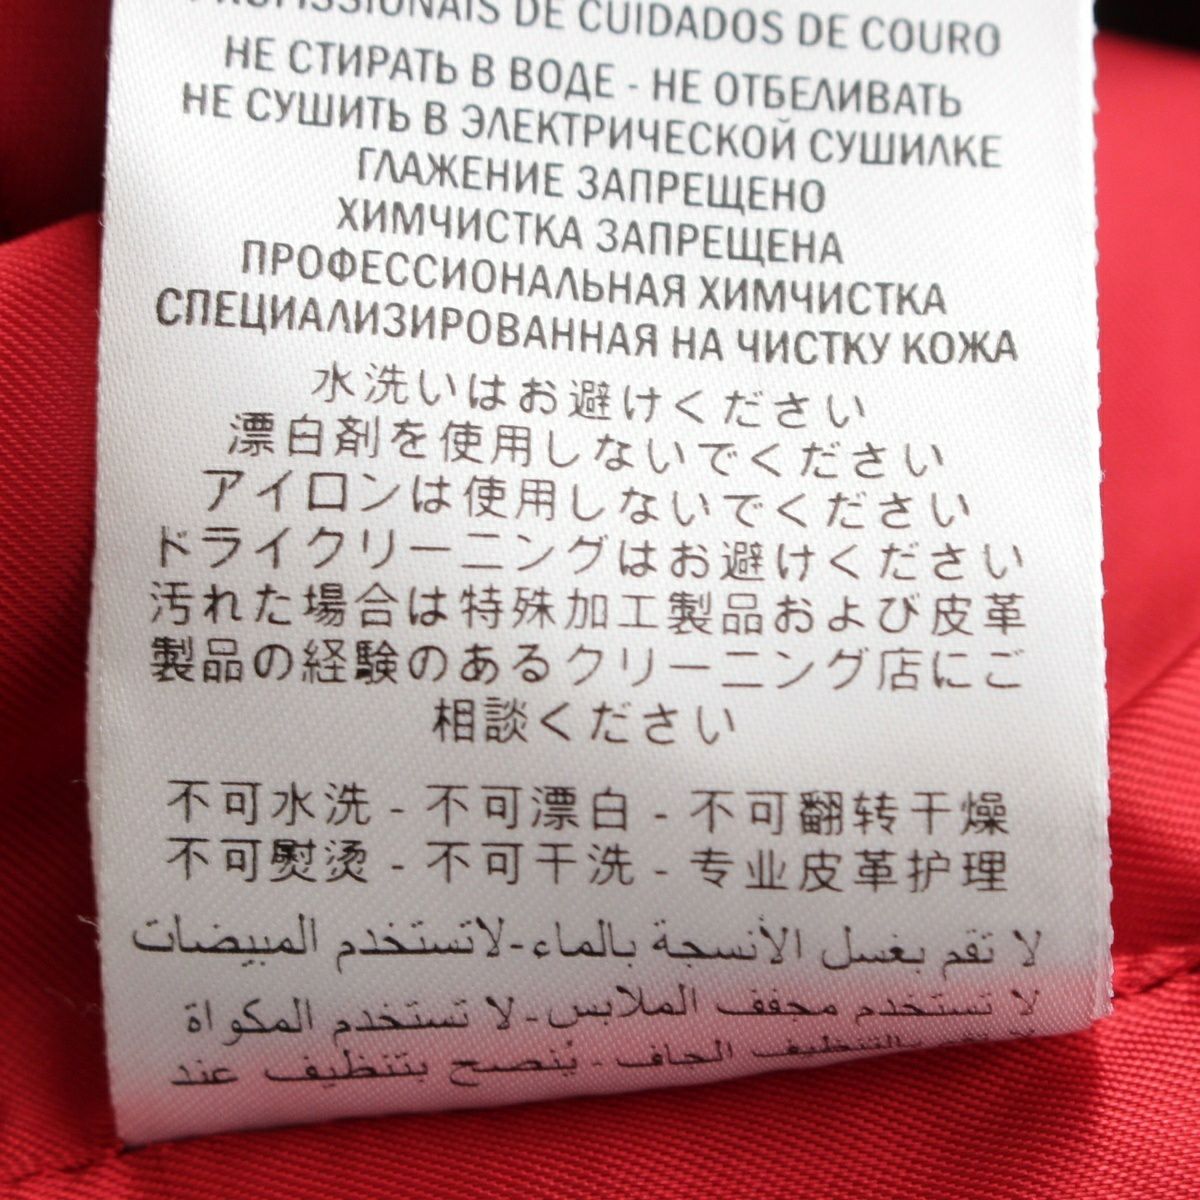 PROFISSIONAIS DE CUIDADOS DE COURO
НЕ СТИРАТЬ В ВОДЕ - НЕ ОТБЕЛИВАТЬ
НЕ СУШИТЬ В ЭЛЕКТРИЧЕСКОЙ СУШИЛКЕ
ГЛАЖЕНИЕ ЗАПРЕЩЕНО
ХИМЧИСТКА ЗАПРЕЩЕНА
ПРОФЕССИОНАЛЬНАЯ ХИМЧИСТКА
СПЕЦИАЛИЗИРОВАННАЯ НА ЧИСТКУ КОЖА
水洗いはお避けください
漂白剤を使用しないでください
アイロンは使用しないでください
ドライクリーニングはお避けください
汚れた場合は特殊加工製品および皮革
製品の経験のあるクリーニング店にご
相談ください
不可水洗 - 不可漂白 - 不可翻转干燥
不可熨烫 - 不可干洗 - 专业皮革护理
لا تقم بغسل الأنسجة بالماء-لاتستخدم المبيضات
لا تستخدم مجفف الملابس-لا تستخدم المكواة
بالتنظيف الجاف-يُنصح بتنظيف عند